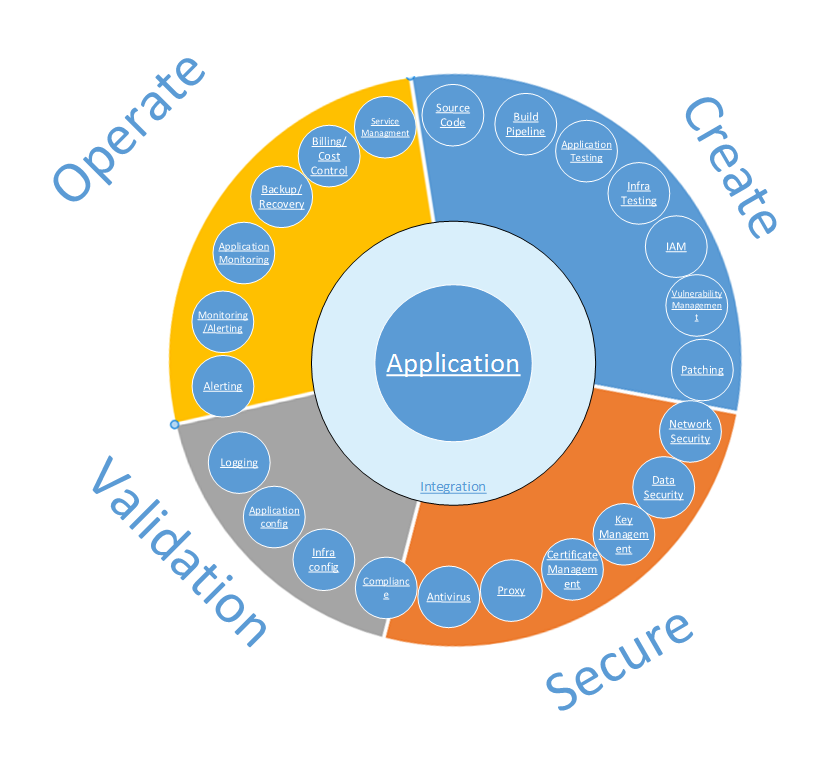 Operate
Create
Validation
Secure
Source
Code
Build
Pipeline
Application
Testing
Infra
Testing
IAM
Vulnerability
Managemen
t
Patching
Network
Security
Data
Security
Key
Managem
ent
Certificate
Managem
ent
Proxy
Antivirus
Complianc
e
Infra
config
Application
config
Logging
Alerting
Monitoring
/Alerting
Application
Monitoring
Backup/
Recovery
Billing/
Cost
Control
Service
Managment
Application
Integration